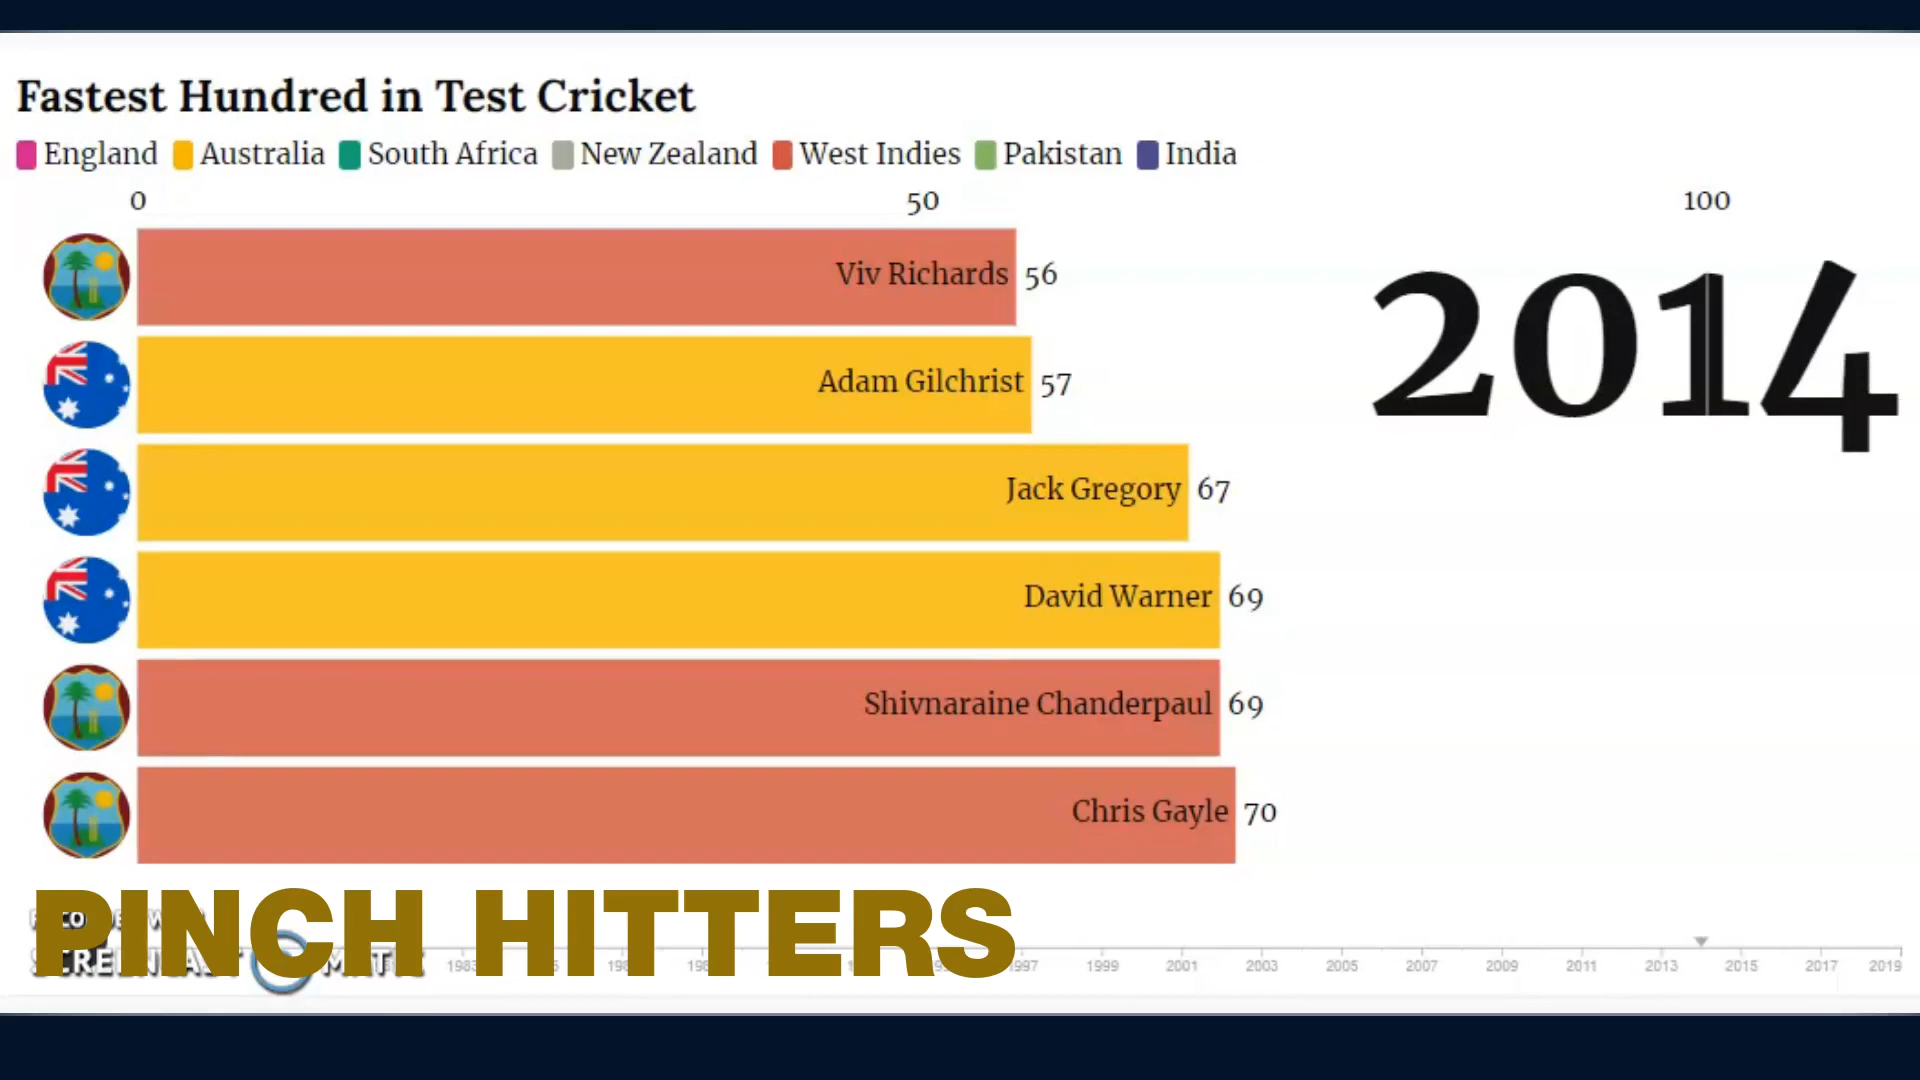 Fastest Hundred in Test Cricket
England Australia South Africa New Zealand West Indies Pakistan India
0 50 100
Viv Richards 56
2014
Adam Gilchrist 57
Jack Gregory 67
David Warner 69
Shivnaraine Chanderpaul 69
Chris Gayle 70
PINCH HITTERS
1983 1997 1999 2001 2003 2005 2007 2009 2011 2013 2015 2017 2019